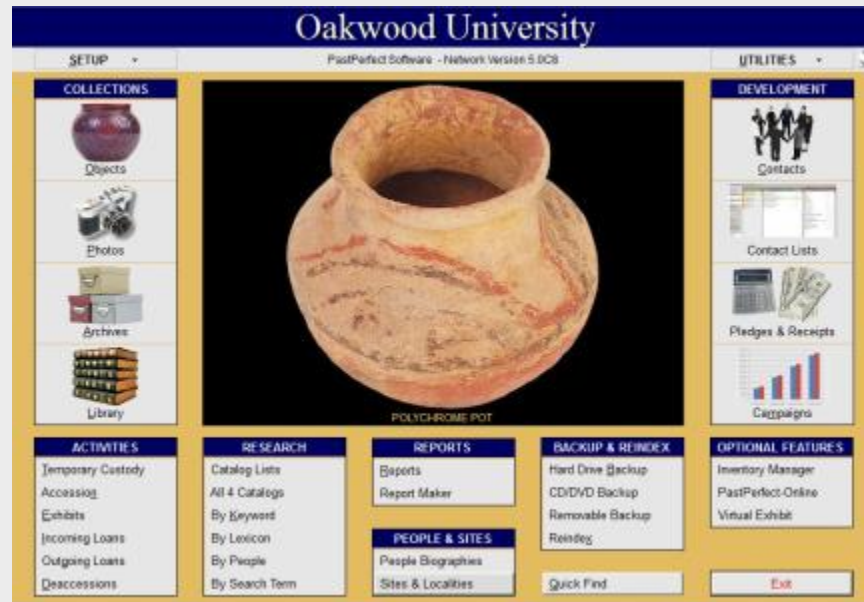 Oakwood University
SETUP
PastPerfect Software - Network Version 5.0C8
UTILITIES
COLLECTIONS
Objects
Photos
Archives
Library
POLYCHROME POT
DEVELOPMENT
Contacts
Contact Lists
Pledges & Receipts
Campaigns
ACTIVITIES
Temporary Custody
Accession
Exhibits
Incoming Loans
Outgoing Loans
Deaccessions
RESEARCH
Catalog Lists
All 4 Catalogs
By Keyword
By Lexicon
By People
By Search Term
REPORTS
Reports
Report Maker
PEOPLE & SITES
People Biographies
Sites & Localities
BACKUP & REINDEX
Hard Drive Backup
CD/DVD Backup
Removable Backup
Reindex
Quick Find
OPTIONAL FEATURES
Inventory Manager
PastPerfect-Online
Virtual Exhibit
Exit